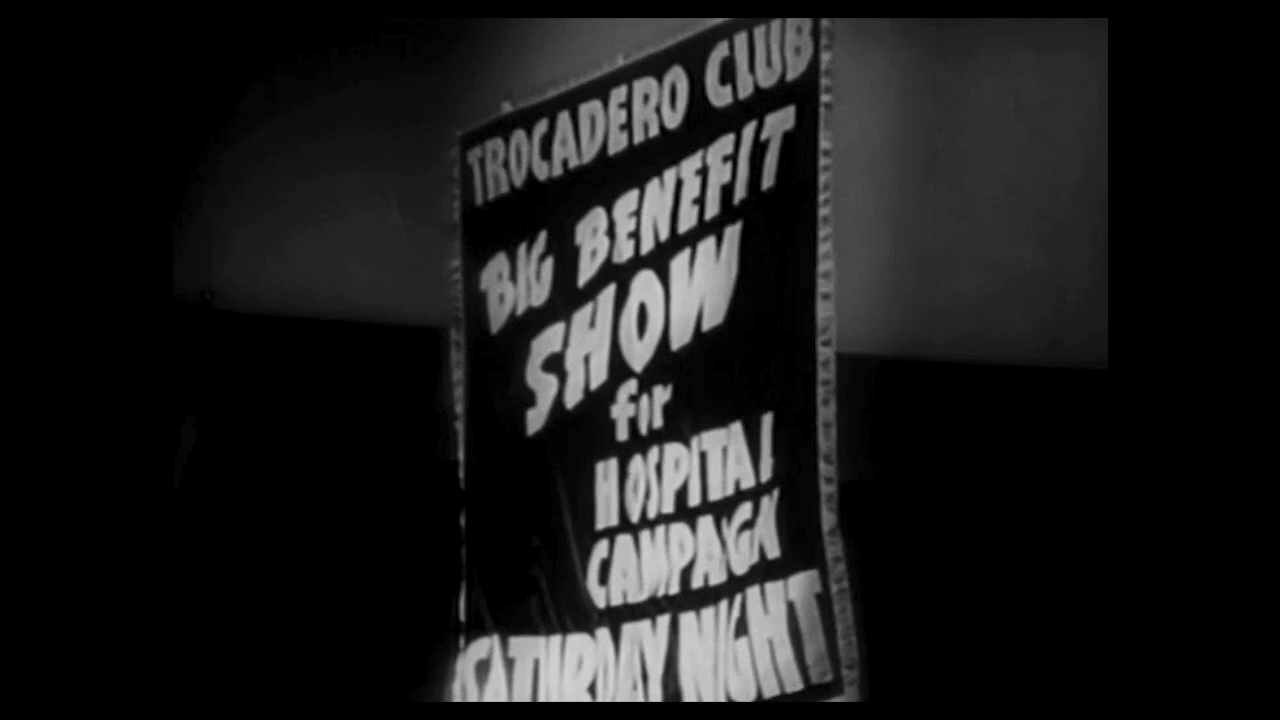 TROCADERO CLUB
BIG BENEFIT
SHOW
for
HOSPITAL
CAMPAIGN
SATURDAY NIGHT